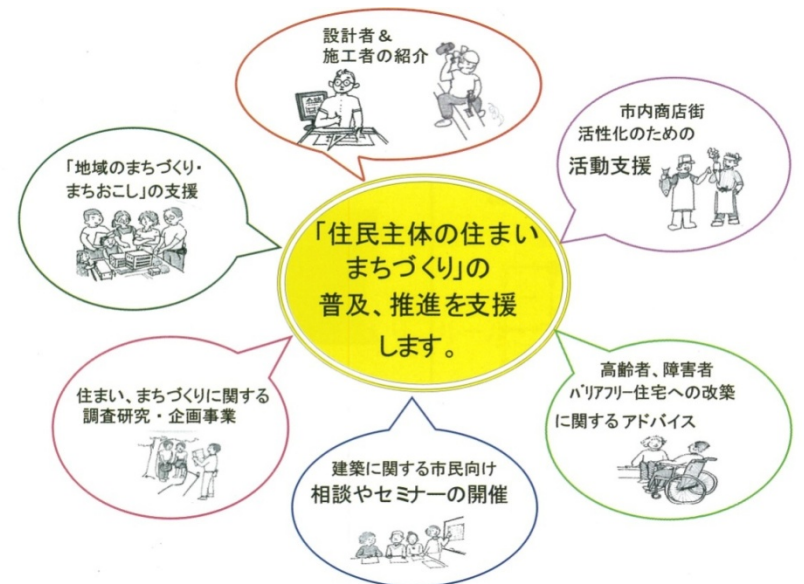 設計者&
施工者の紹介
市内商店街
活性化のための
活動支援
「地域のまちづくり・
まちおこし」の支援
「住民主体の住まい
まちづくり」の
普及、推進を支援
します。
高齢者、障害者
バリアフリー住宅への改築
に関するアドバイス
住まい、まちづくりに関する
調査研究・企画事業
建築に関する市民向け
相談やセミナーの開催